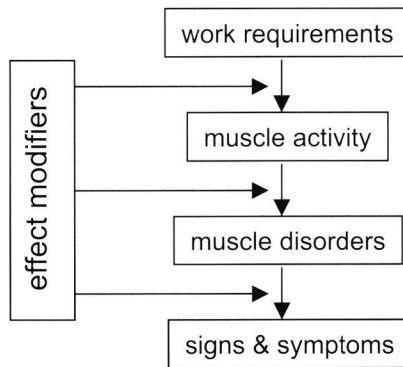 work requirements
effect modifiers
muscle activity
muscle disorders
signs & symptoms